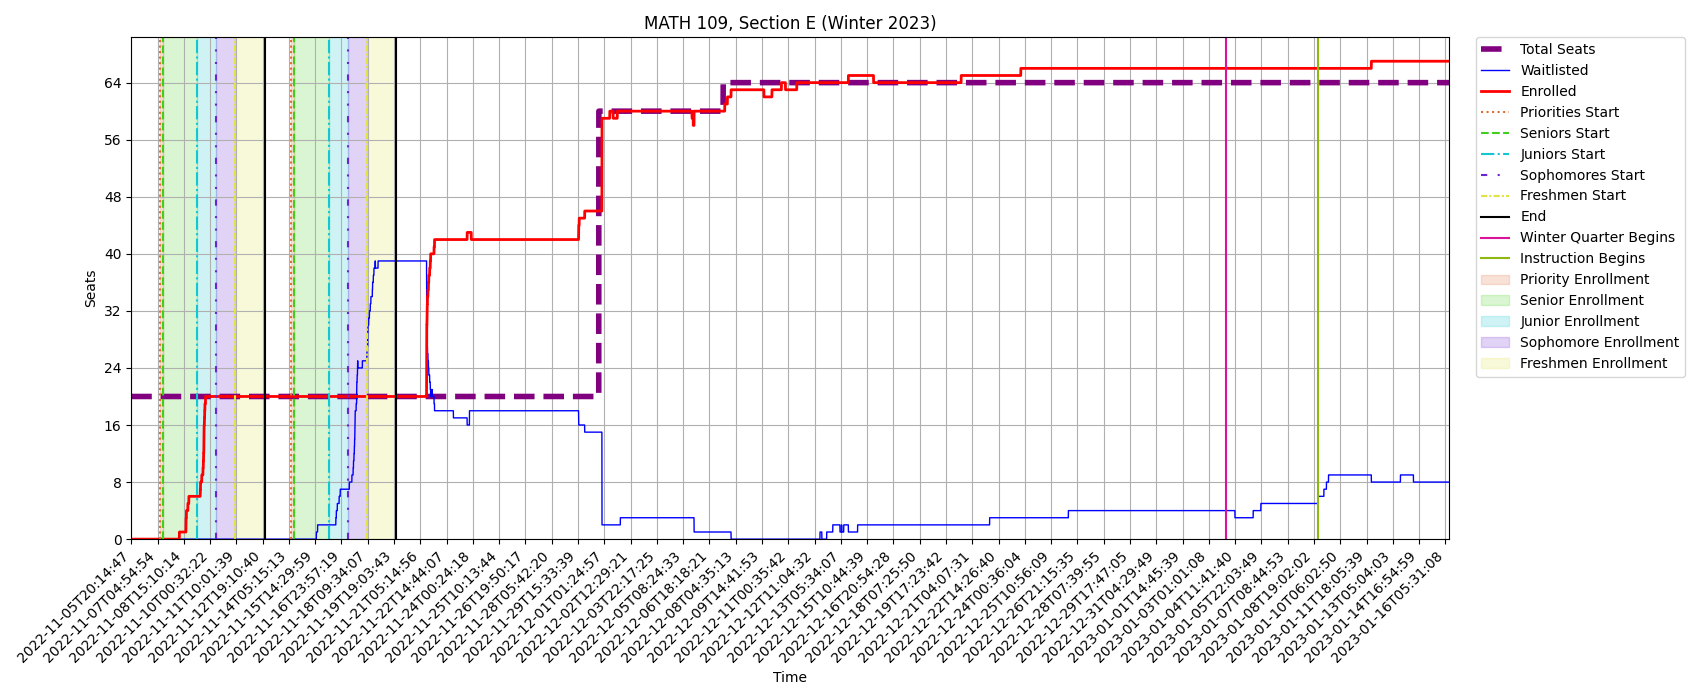 MATH 109, Section E (Winter 2023)
Seats
64
56
48
40
32
24
16
8
0
2022-11-05T20:14:47
2022-11-07T04:54:54
2022-11-08T15:10:14
2022-11-10T00:32:22
2022-11-11T10:01:39
2022-11-12T19:10:40
2022-11-14T05:15:13
2022-11-15T14:29:59
2022-11-16T23:57:19
2022-11-18T09:34:07
2022-11-19T19:03:43
2022-11-21T05:14:56
2022-11-22T14:44:07
2022-11-24T00:24:18
2022-11-25T10:13:44
2022-11-26T19:50:17
2022-11-28T05:42:20
2022-11-29T15:33:39
2022-12-01T01:24:57
2022-12-02T12:29:21
2022-12-03T22:17:25
2022-12-05T08:24:33
2022-12-06T18:18:21
2022-12-08T04:35:13
2022-12-09T14:41:53
2022-12-11T00:35:42
2022-12-12T11:04:32
2022-12-13T05:34:07
2022-12-15T10:44:39
2022-12-16T20:58:28
2022-12-18T07:25:50
2022-12-19T17:23:42
2022-12-21T04:07:31
2022-12-22T14:26:40
2022-12-24T00:36:04
2022-12-25T10:56:09
2022-12-26T21:15:35
2022-12-28T07:39:55
2022-12-29T17:47:05
2022-12-31T04:29:49
2023-01-01T14:45:39
2023-01-03T01:01:08
2023-01-04T11:41:40
2023-01-05T22:03:49
2023-01-07T08:44:53
2023-01-08T19:02:02
2023-01-10T06:02:50
2023-01-11T18:05:39
2023-01-13T05:04:03
2023-01-14T16:54:59
2023-01-16T05:31:08
Time
Total Seats
Waitlisted
Enrolled
Priorities Start
Seniors Start
Juniors Start
Sophomores Start
Freshmen Start
End
Winter Quarter Begins
Instruction Begins
Priority Enrollment
Senior Enrollment
Junior Enrollment
Sophomore Enrollment
Freshmen Enrollment